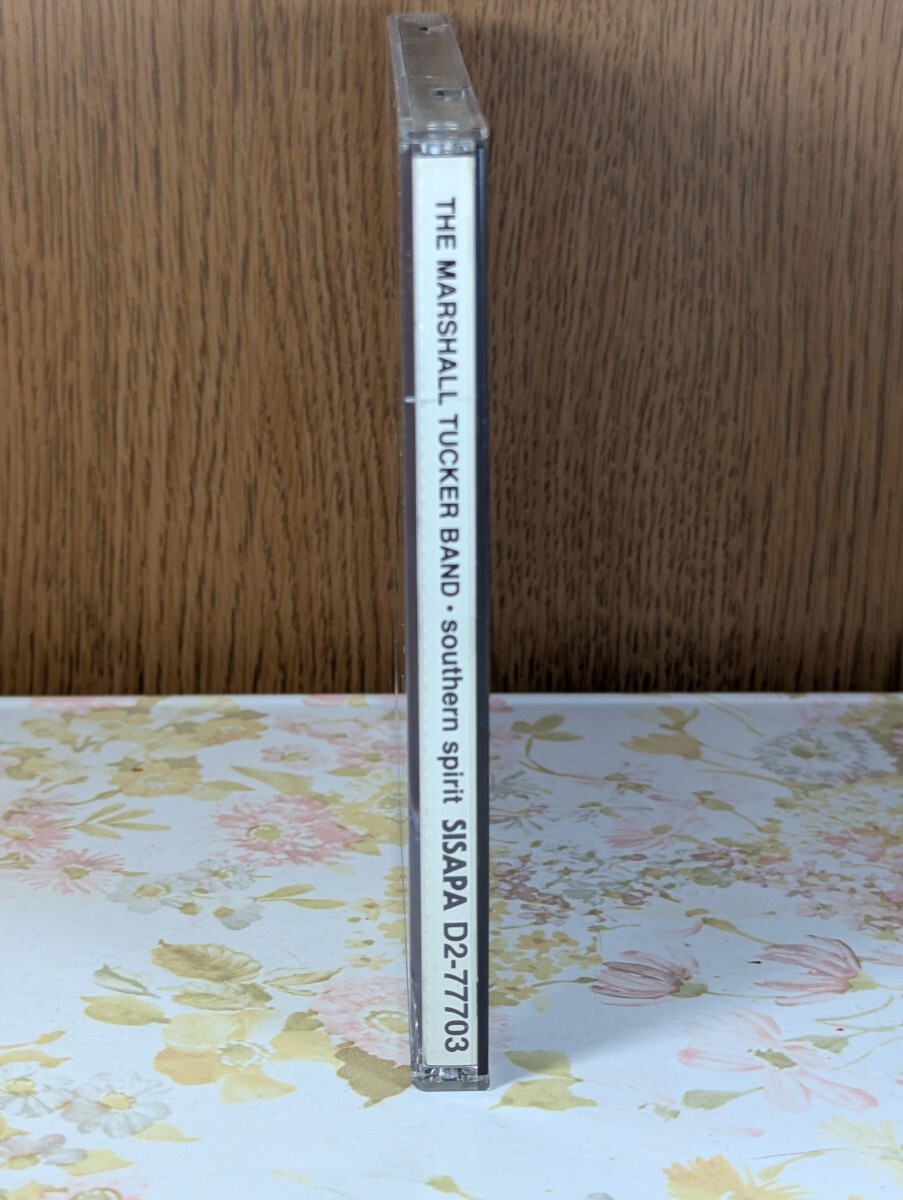 THE MARSHALL TUCKER BAND • southern spirit SISAPA D2-77703